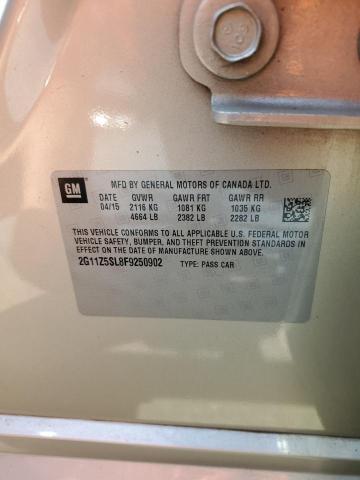 GM
MFD BY GENERAL MOTORS OF CANADA LTD.
DATE GVWR GAWR FRT GAWR RR
04/15 2116 KG 1081 KG 1035 KG
4664 LB 2382 LB 2282 LB
THIS VEHICLE CONFORMS TO ALL APPLICABLE U.S. FEDERAL MOTOR
VEHICLE SAFETY, BUMPER, AND THEFT PREVENTION STANDARDS IN
EFFECT ON THE DATE OF MANUFACTURE SHOWN ABOVE.
2G11Z5SL8F9250902 TYPE: PASS CAR